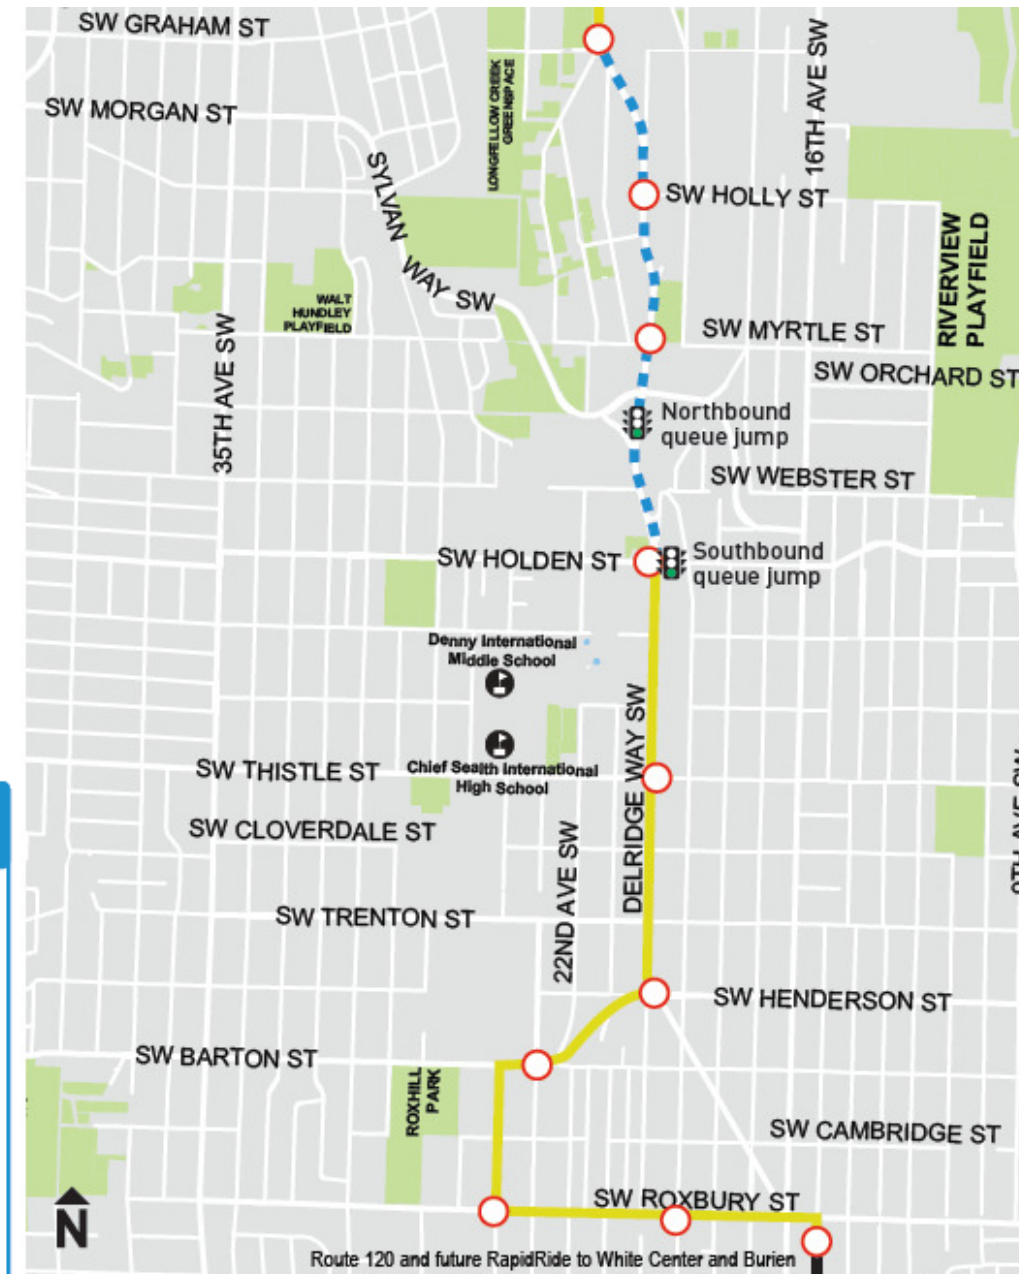 SW GRAHAM ST
SW MORGAN ST
SYLVAN
WAY SW
LONGFELLOW CREEK
GREENSPACE
16TH AVE SW
SW HOLLY ST
RIVERVIEW
PLAYFIELD
WALT
HUNDLEY
PLAYFIELD
35TH AVE SW
SW MYRTLE ST
SW ORCHARD ST
Northbound
queue jump
SW WEBSTER ST
SW HOLDEN ST
Southbound
queue jump
Denny International
Middle School
Chief Sealth International
High School
DELRIDGE WAY SW
SW THISTLE ST
SW CLOVERDALE ST
22ND AVE SW
SW TRENTON ST
SW HENDERSON ST
SW BARTON ST
ROXHILL
PARK
SW CAMBRIDGE ST
SW ROXBURY ST
N
Route 120 and future RapidRide to White Center and Burien